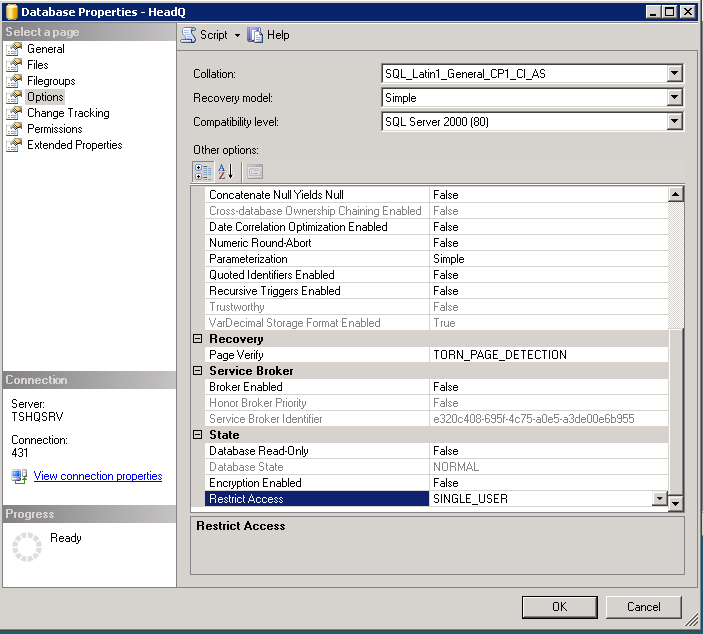 Database Properties - HeadQ
Select a page
General
Files
Filegroups
Options
Change Tracking
Permissions
Extended Properties
Connection
Server:
TSHQSRV
Connection:
431
View connection properties
Progress
Ready
Script Help
Collation: SQL_Latin1_General_CP1_CI_AS
Recovery model: Simple
Compatibility level: SQL Server 2000 (80)
Other options:
Concatenate Null Yields Null False
Cross-database Ownership Chaining Enabled False
Date Correlation Optimization Enabled False
Numeric Round-Abort False
Parameterization Simple
Quoted Identifiers Enabled False
Recursive Triggers Enabled False
Trustworthy False
VarDecimal Storage Format Enabled True
Recovery
Page Verify TORN_PAGE_DETECTION
Service Broker
Broker Enabled False
Honor Broker Priority False
Service Broker Identifier e320c408-695f-4c75-a0e5-a3de00e6b955
State
Database Read-Only False
Database State NORMAL
Encryption Enabled False
Restrict Access SINGLE_USER
Restrict Access
OK Cancel